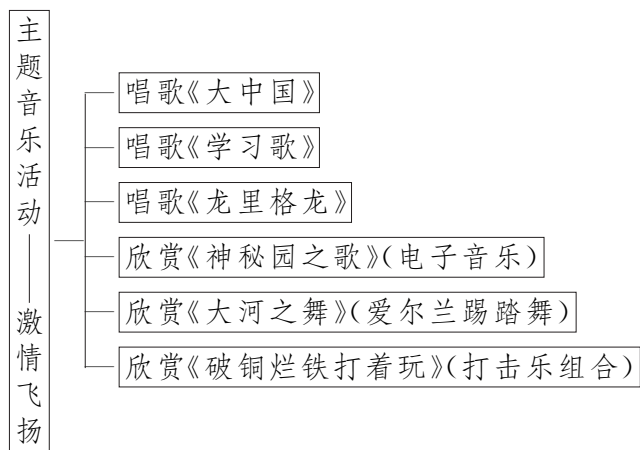 主题音乐活动——激情飞扬
唱歌《大中国》
唱歌《学习歌》
唱歌《龙里格龙》
欣赏《神秘园之歌》(电子音乐)
欣赏《大河之舞》(爱尔兰踢踏舞)
欣赏《破铜烂铁打着玩》(打击乐组合)